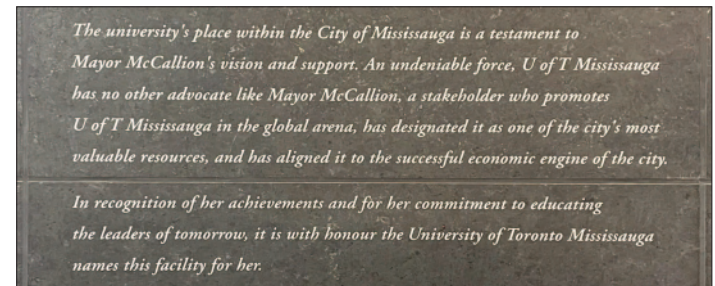 The university's place within the City of Mississauga is a testament to
Mayor McCallion's vision and support. An undeniable force, U of T Mississauga
has no other advocate like Mayor McCallion, a stakeholder who promotes
U of T Mississauga in the global arena, has designated it as one of the city's most
valuable resources, and has aligned it to the successful economic engine of the city.
In recognition of her achievements and for her commitment to educating
the leaders of tomorrow, it is with honour the University of Toronto Mississauga
names this facility for her.